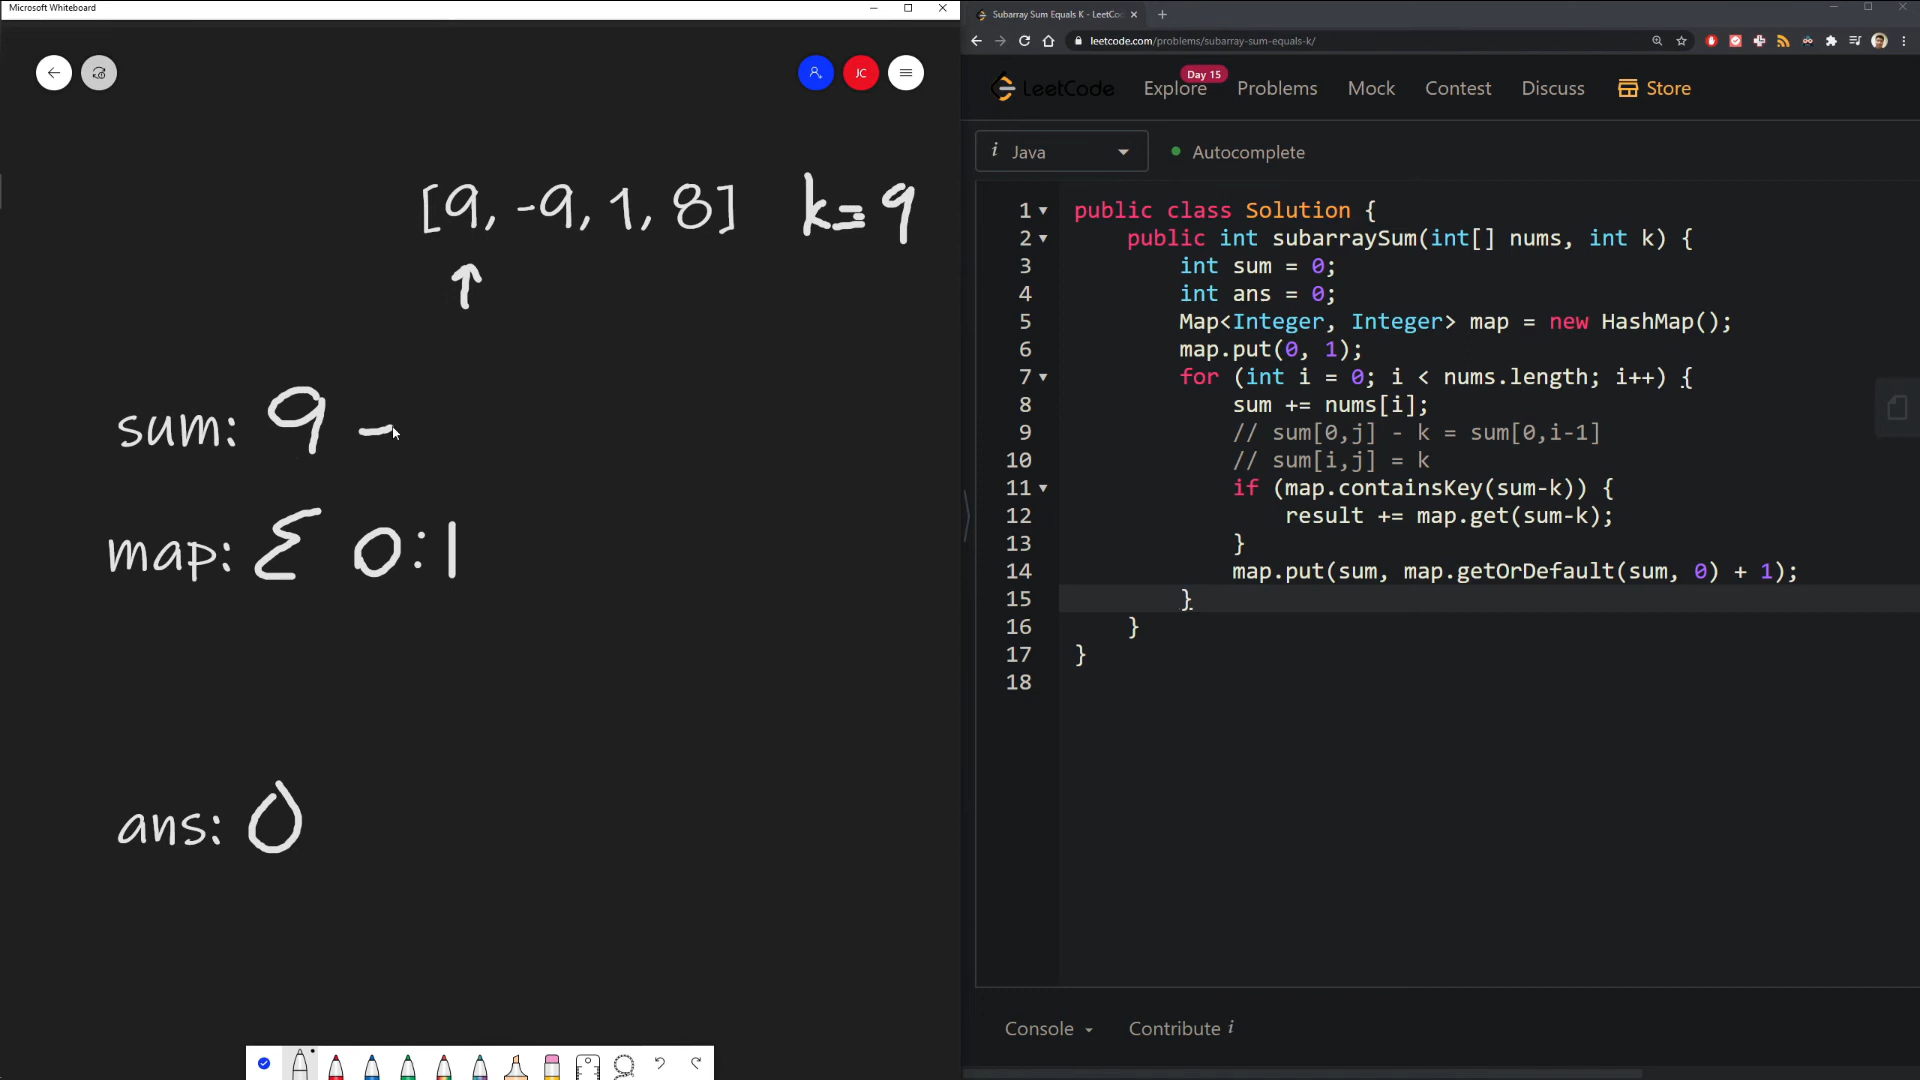 Microsoft Whiteboard
JC
[9, -9, 1, 8] k=9
sum: 9 -
map: { 0:1
ans: 0
Subarray Sum Equals K - LeetCo
leetcode.com/problems/subarray-sum-equals-k/
LeetCode Explore Day 15 Problems Mock Contest Discuss Store
i Java Autocomplete
1 public class Solution {
2 public int subarraySum(int[] nums, int k) {
3 int sum = 0;
4 int ans = 0;
5 Map<Integer, Integer> map = new HashMap();
6 map.put(0, 1);
7 for (int i = 0; i < nums.length; i++) {
8 sum += nums[i];
9 // sum[0,j] - k = sum[0,i-1]
10 // sum[i,j] = k
11 if (map.containsKey(sum-k)) {
12 result += map.get(sum-k);
13 }
14 map.put(sum, map.getOrDefault(sum, 0) + 1);
15 }
16 }
17 }
18
Console Contribute i